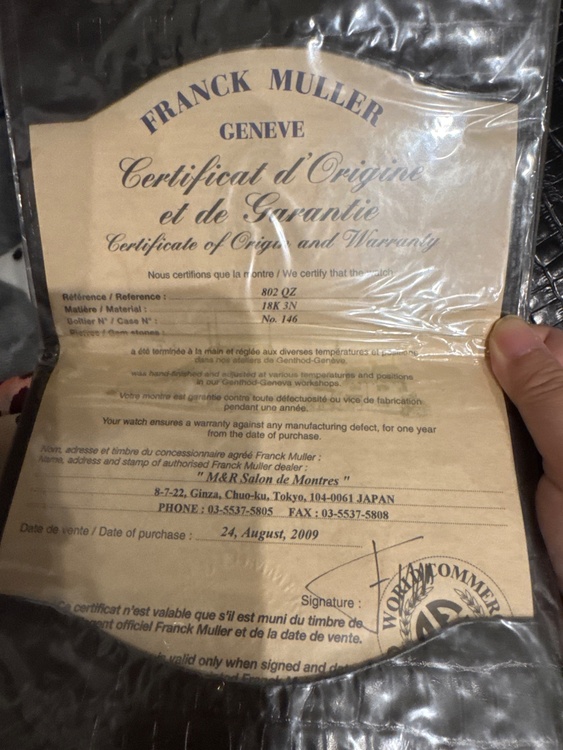 FRANCK MULLER
GENEVE
Certificat d'Origine
et de Garantie
Certificate of Origin and Warranty
Nous certifions que la montre / We certify that the watch
Référence / Reference : 802 QZ
Matière / Material : 18K 3N
Boîtier N° / Case N° : No. 146
Pierres / Gem stones :
a été terminée à la main et réglée aux diverses températures et positions
dans nos ateliers de Genthod-Genève.
was hand-finished and adjusted at various temperatures and positions
in our Genthod-Geneva workshops.
Votre montre est garantie contre toute défectuosité ou vice de fabrication
pendant une année.
Your watch ensures a warranty against any manufacturing defect, for one year
from the date of purchase.
Nom, adresse et timbre du concessionnaire agréé Franck Muller :
Name, address and stamp of authorised Franck Muller dealer :
" M&R Salon de Montres "
8-7-22, Ginza, Chuo-ku, Tokyo, 104-0061 JAPAN
PHONE : 03-5537-5805 FAX : 03-5537-5808
Date de vente / Date of purchase : 24, August, 2009
Signature :
WORLD COMMER
Ce certificat n'est valable que s'il est muni du timbre de
officiel Franck Muller et de la date de vente.
valid only when signed and